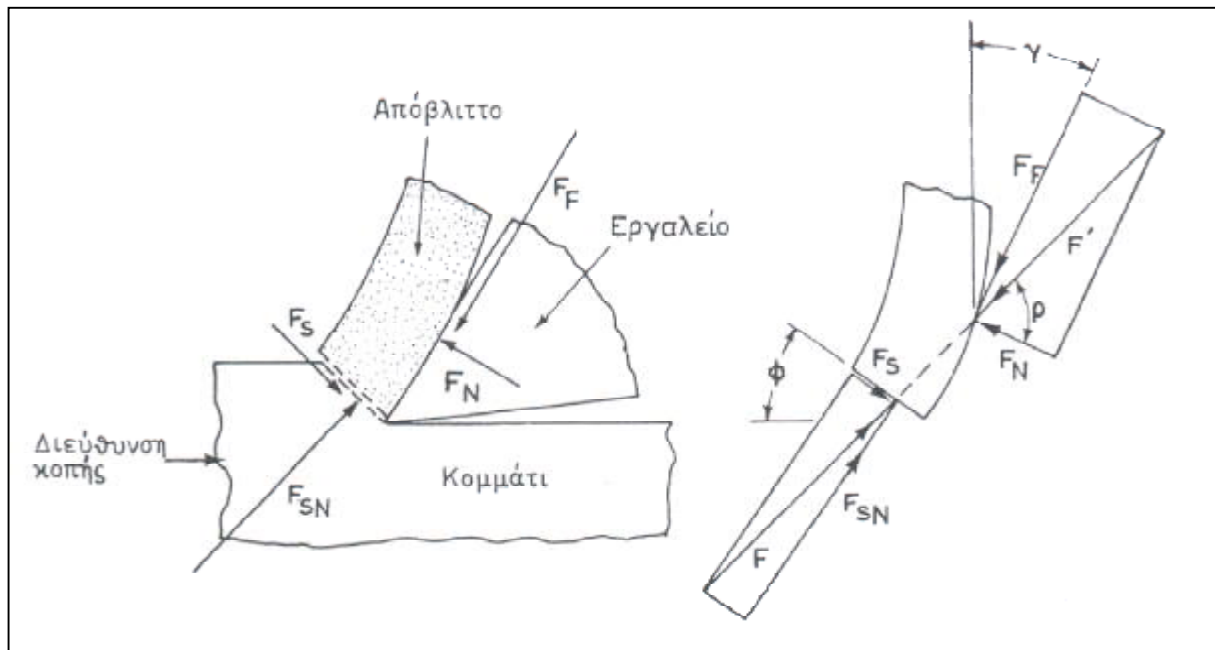 Απόβλιττο
F_F
Εργαλείο
F_S
F_N
Διεύθυνση
κοπής
F_SN
Κομμάτι
γ
F_F
F'
ρ
F_N
F_S
Φ
F_SN
F